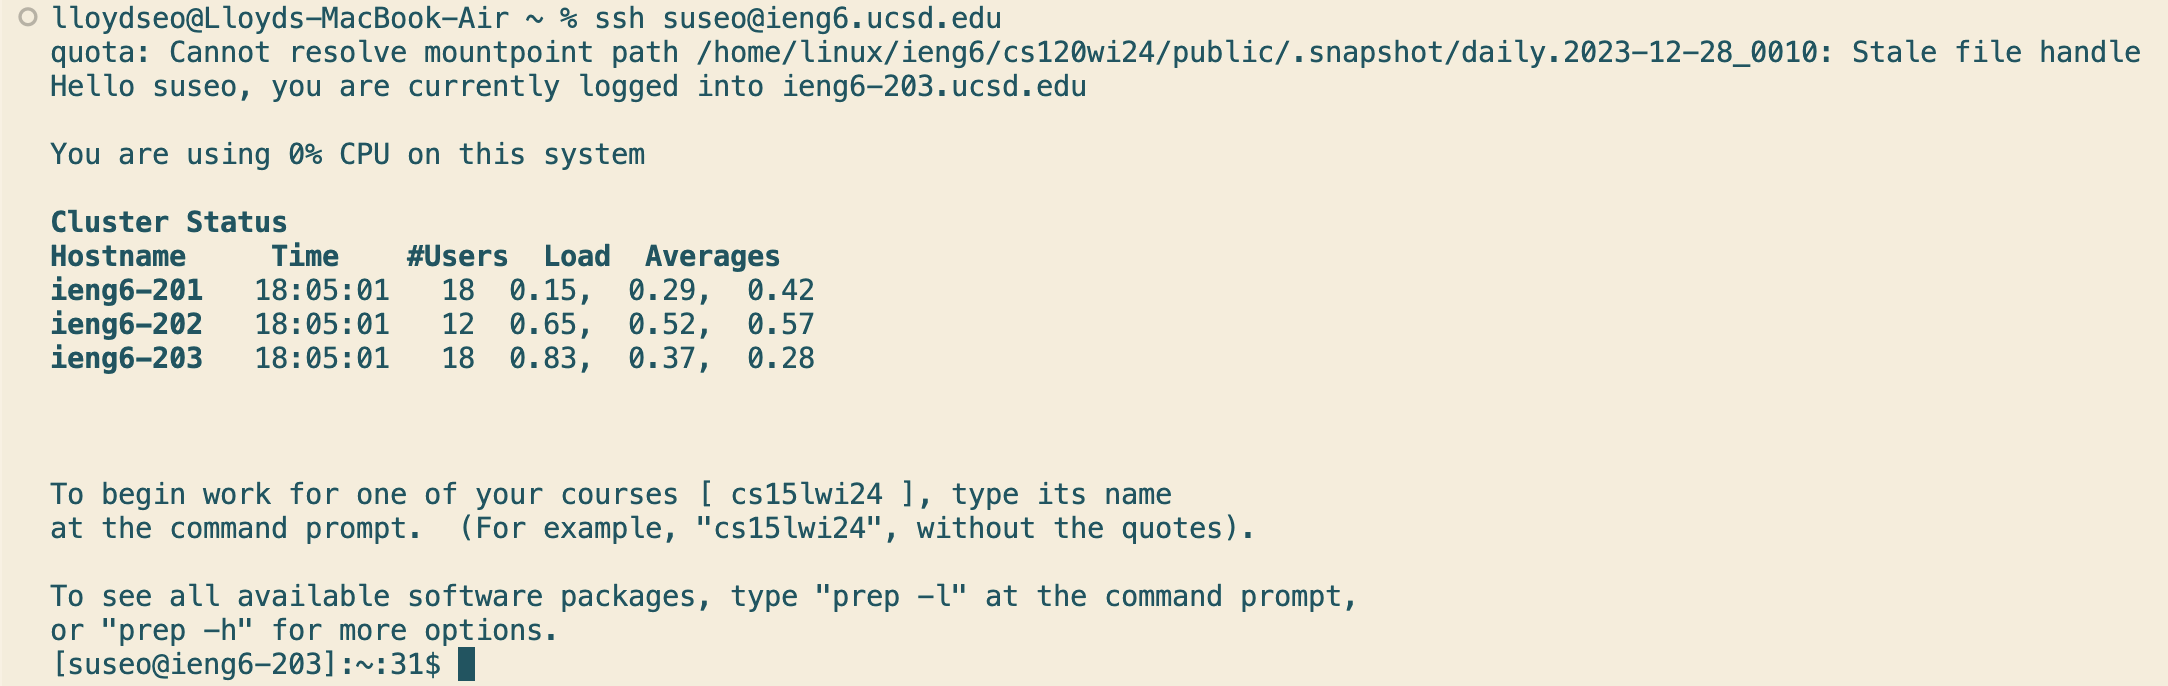 lloydseo@Lloyds-MacBook-Air ~ % ssh suseo@ieng6.ucsd.edu
quota: Cannot resolve mountpoint path /home/linux/ieng6/cs120wi24/public/.snapshot/daily.2023-12-28_0010: Stale file handle
Hello suseo, you are currently logged into ieng6-203.ucsd.edu
You are using 0% CPU on this system
Cluster Status
Hostname     Time    #Users  Load  Averages
ieng6-201   18:05:01   18  0.15,  0.29,  0.42
ieng6-202   18:05:01   12  0.65,  0.52,  0.57
ieng6-203   18:05:01   18  0.83,  0.37,  0.28
To begin work for one of your courses [ cs15lwi24 ], type its name
at the command prompt.  (For example, "cs15lwi24", without the quotes).
To see all available software packages, type "prep -l" at the command prompt,
or "prep -h" for more options.
[suseo@ieng6-203]:~:31$